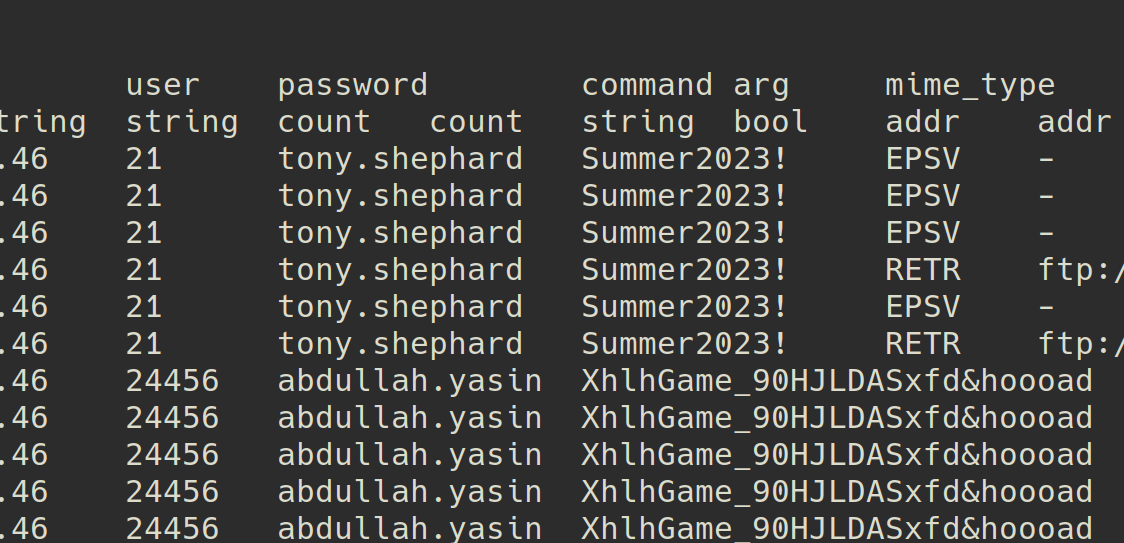 user password command arg mime_type
tring string count count string bool addr addr
.46 21 tony.shephard Summer2023! EPSV -
.46 21 tony.shephard Summer2023! EPSV -
.46 21 tony.shephard Summer2023! EPSV -
.46 21 tony.shephard Summer2023! RETR ftp:/
.46 21 tony.shephard Summer2023! EPSV -
.46 21 tony.shephard Summer2023! RETR ftp:/
.46 24456 abdullah.yasin XhlhGame_90HJLDASxfd&hoooad
.46 24456 abdullah.yasin XhlhGame_90HJLDASxfd&hoooad
.46 24456 abdullah.yasin XhlhGame_90HJLDASxfd&hoooad
.46 24456 abdullah.yasin XhlhGame_90HJLDASxfd&hoooad
.46 24456 abdullah.yasin XhlhGame_90HJLDASxfd&hoooad